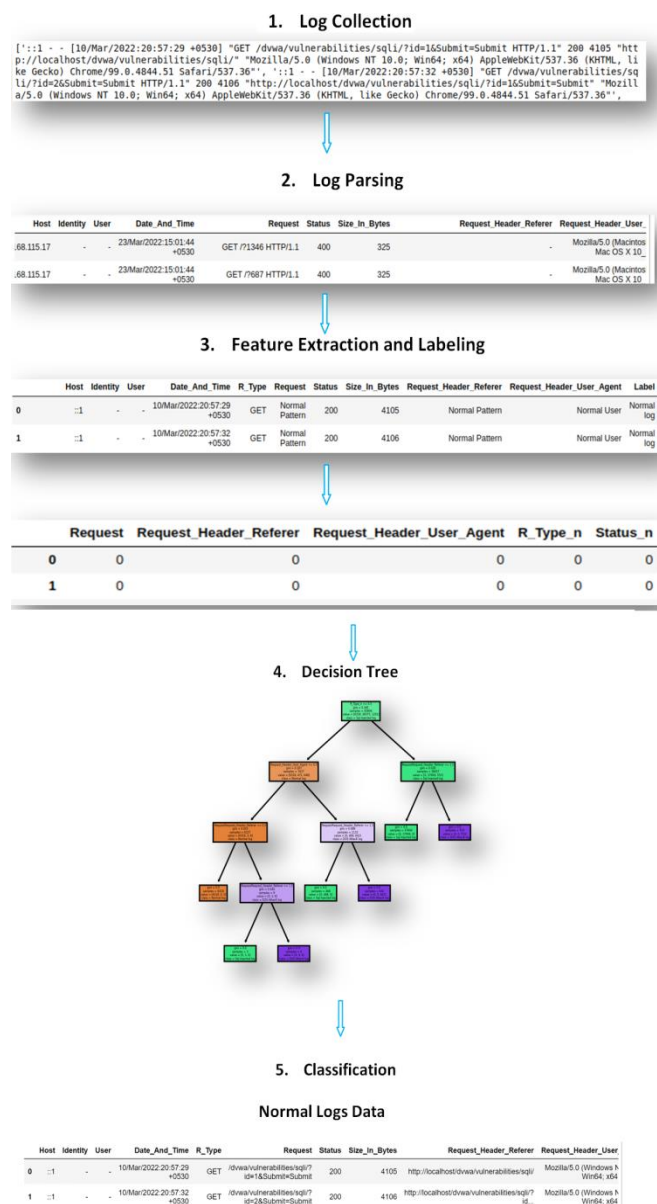 1. Log Collection
['::1 - - [10/Mar/2022:20:57:29 +0530] "GET /dvwa/vulnerabilities/sqli/?id=1&Submit=Submit HTTP/1.1" 200 4105 "htt
p://localhost/dvwa/vulnerabilities/sqli/" "Mozilla/5.0 (Windows NT 10.0; Win64; x64) AppleWebKit/537.36 (KHTML, li
ke Gecko) Chrome/99.0.4844.51 Safari/537.36"', '::1 - - [10/Mar/2022:20:57:32 +0530] "GET /dvwa/vulnerabilities/sq
li/?id=2&Submit=Submit HTTP/1.1" 200 4106 "http://localhost/dvwa/vulnerabilities/sqli/?id=1&Submit=Submit" "Mozill
a/5.0 (Windows NT 10.0; Win64; x64) AppleWebKit/537.36 (KHTML, like Gecko) Chrome/99.0.4844.51 Safari/537.36"',
2. Log Parsing
Host Identity User Date_And_Time Request Status Size_In_Bytes Request_Header_Referer Request_Header_User_
.68.115.17 - - 23/Mar/2022:15:01:44 +0530 GET /?1346 HTTP/1.1 400 325 - Mozilla/5.0 (Macintos Mac OS X 10_
.68.115.17 - - 23/Mar/2022:15:01:44 +0530 GET /?687 HTTP/1.1 400 325 - Mozilla/5.0 (Macintos Mac OS X 10
3. Feature Extraction and Labeling
Host Identity User Date_And_Time R_Type Request Status Size_In_Bytes Request_Header_Referer Request_Header_User_Agent Label
0 ::1 - - 10/Mar/2022:20:57:29 +0530 GET Normal Pattern 200 4105 Normal Pattern Normal User Normal log
1 ::1 - - 10/Mar/2022:20:57:32 +0530 GET Normal Pattern 200 4106 Normal Pattern Normal User Normal log
Request Request_Header_Referer Request_Header_User_Agent R_Type_n Status_n
0 0 0 0 0 0
1 0 0 0 0 0
4. Decision Tree
5. Classification
Normal Logs Data
Host Identity User Date_And_Time R_Type Request Status Size_In_Bytes Request_Header_Referer Request_Header_User
0 ::1 - - 10/Mar/2022:20:57:29 +0530 GET /dvwa/vulnerabilities/sqli/?id=1&Submit=Submit 200 4105 http://localhost/dvwa/vulnerabilities/sqli/ Mozilla/5.0 (Windows N Win64; x64
1 ::1 - - 10/Mar/2022:20:57:32 +0530 GET /dvwa/vulnerabilities/sqli/?id=2&Submit=Submit 200 4106 http://localhost/dvwa/vulnerabilities/sqli/?id... Mozilla/5.0 (Windows N Win64; x64